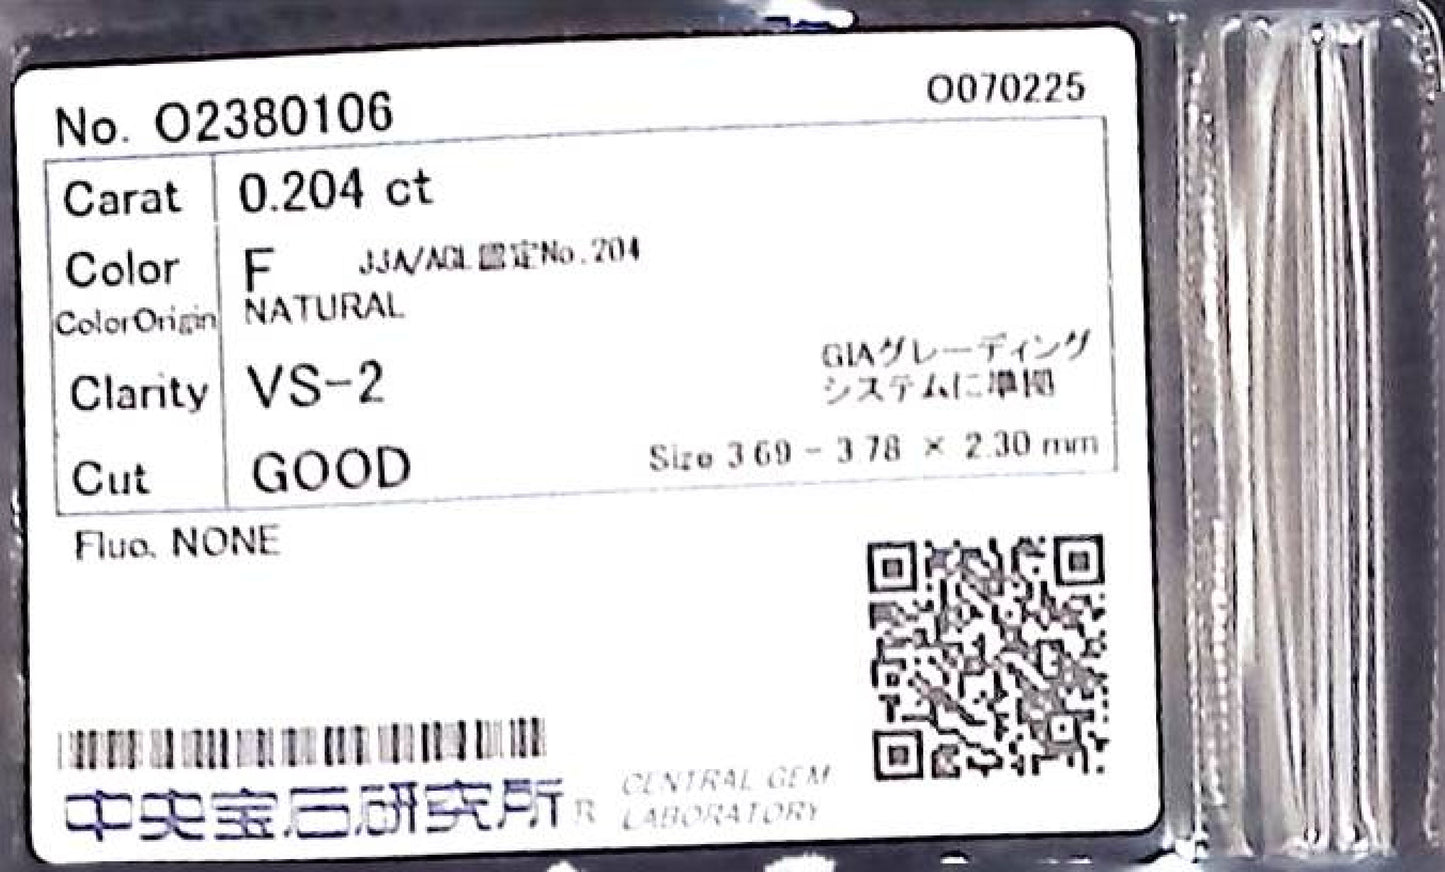 No. O2380106
O070225
Carat 0.204 ct
Color F JJA/AGL認定No.204
ColorOrigin NATURAL
Clarity VS-2
GIAグレーディング
システムに準拠
Cut GOOD
Size 3.69 - 3.78 × 2.30 mm
Fluo. NONE
中央宝石研究所 R
CENTRAL GEM
LABORATORY